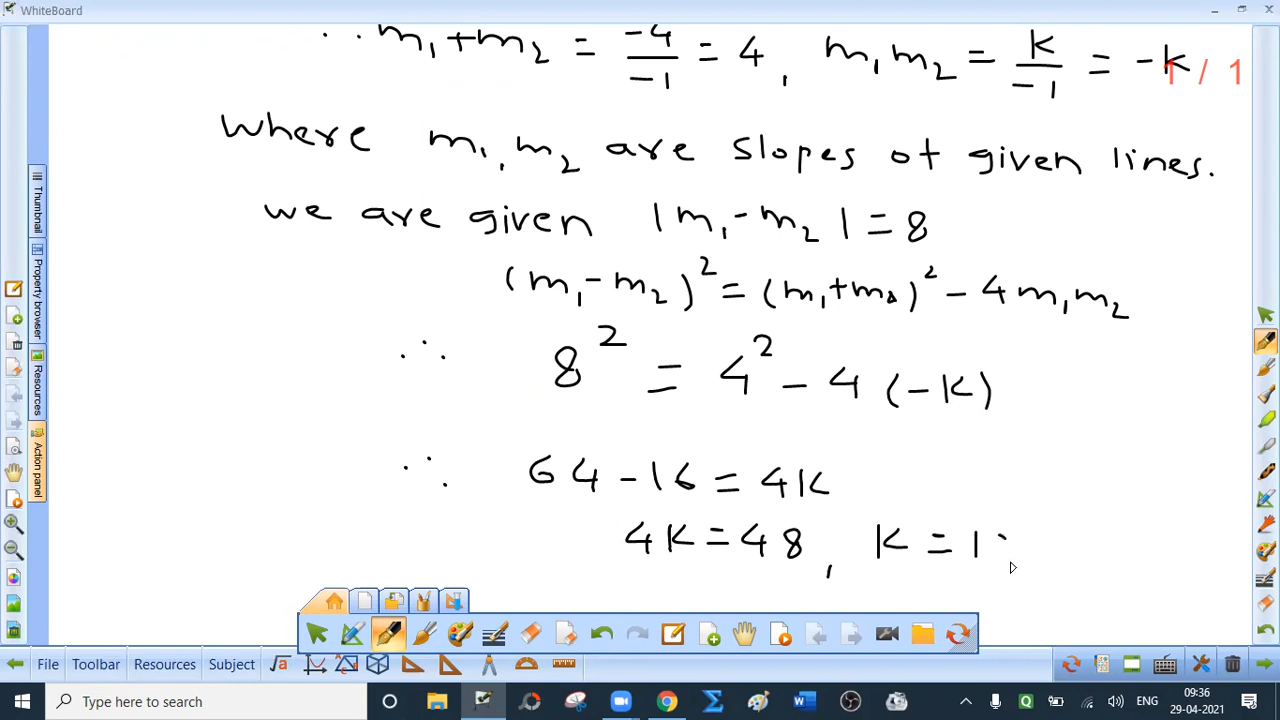 WhiteBoard
∴ m₁+m₂ = -4/-1 = 4, m₁m₂ = k/-1 = -k
1 / 1
where m₁, m₂ are slopes of given lines.
we are given |m₁-m₂| = 8
(m₁-m₂)² = (m₁+m₂)² - 4m₁m₂
∴ 8² = 4² - 4(-k)
∴ 64-16 = 4k
4k = 48, k = 1
Thumbnail
Property browser
Resources
Action panel
File Toolbar Resources Subject
Type here to search
ENG
09:36
29-04-2021